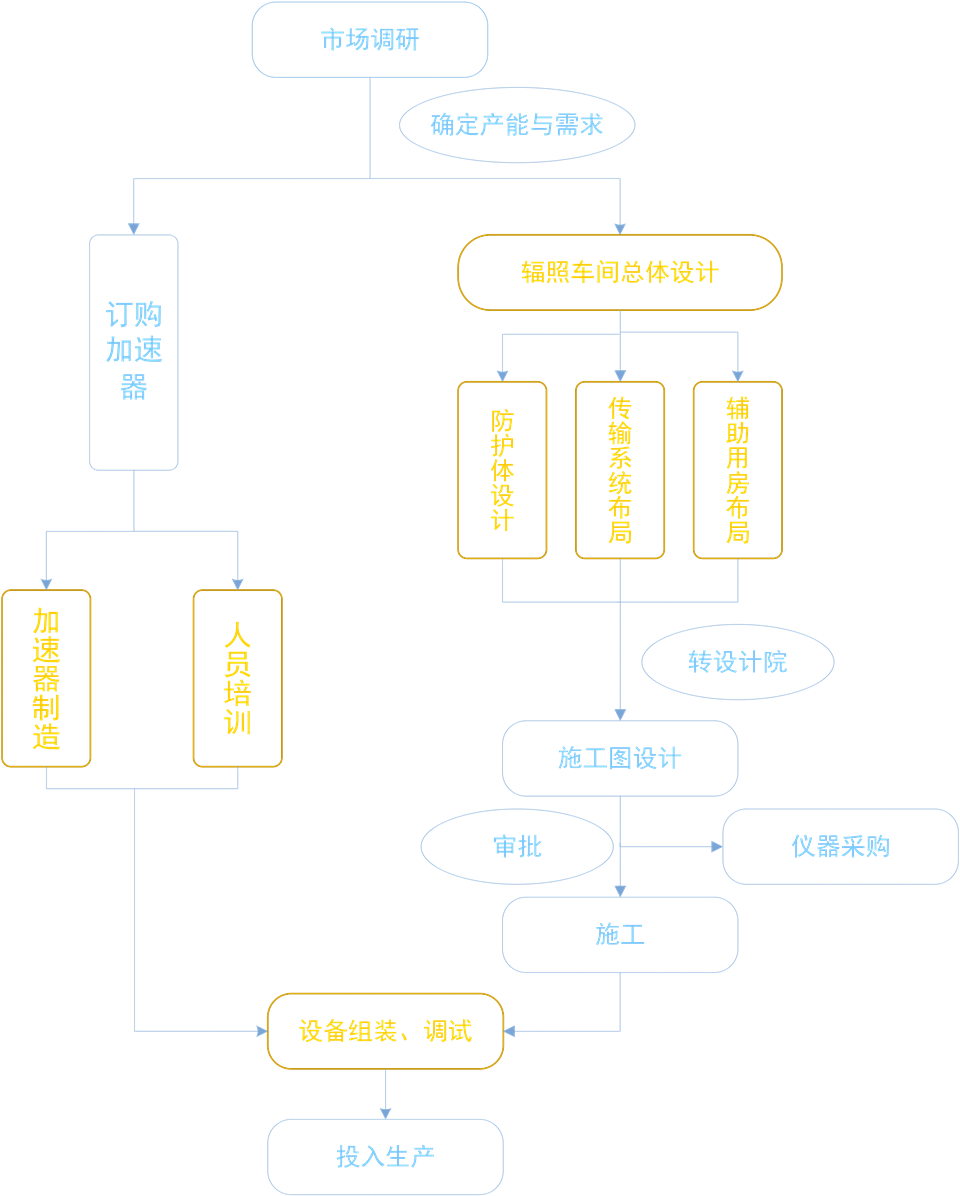 市场调研
确定产能与需求
辐照车间总体设计
订购
加速
器
防护体设计
传输系统布局
辅助用房布局
加速器制造
人员培训
转设计院
施工图设计
审批
仪器采购
施工
设备组装、调试
投入生产